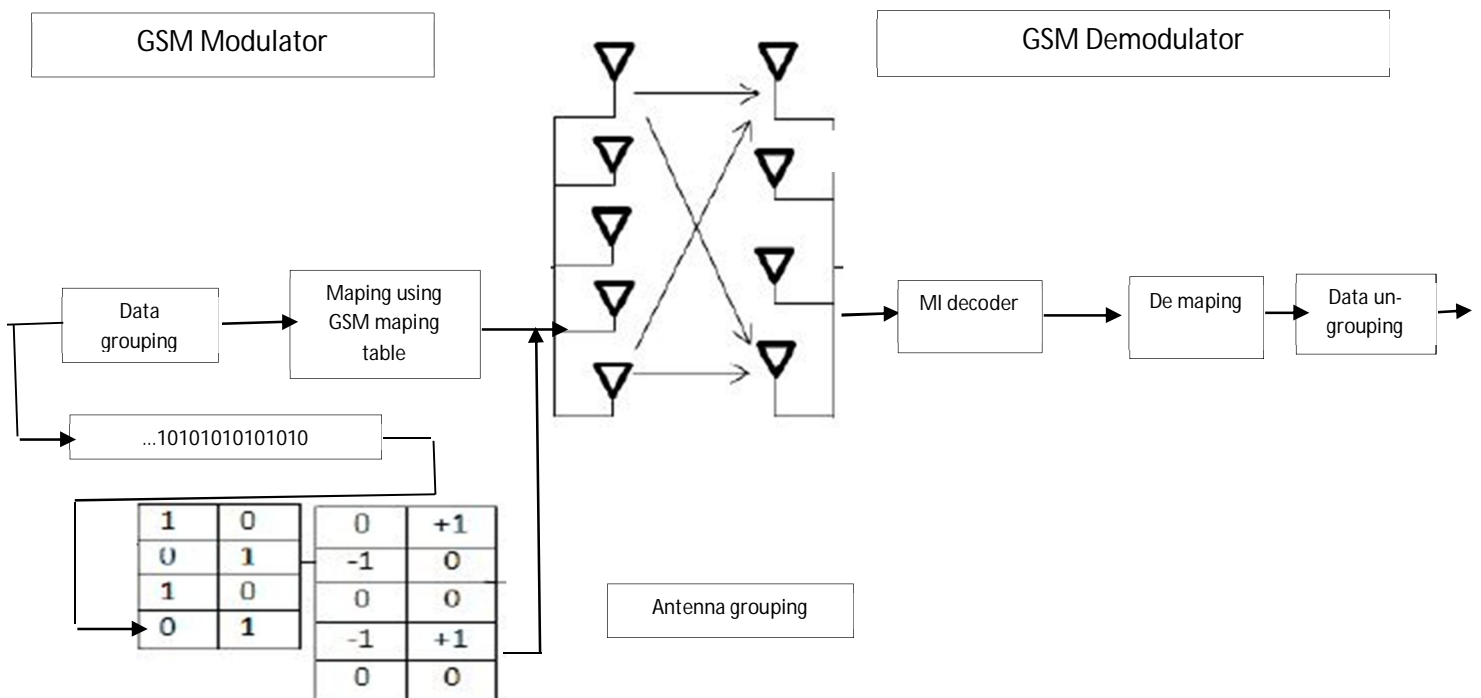 GSM Modulator
GSM Demodulator
Data
grouping
Maping using
GSM maping
table
MI decoder
De maping
Data un-
grouping
...10101010101010
1 0
0 1
1 0
0 1
0 +1
-1 0
0 0
-1 +1
0 0
Antenna grouping